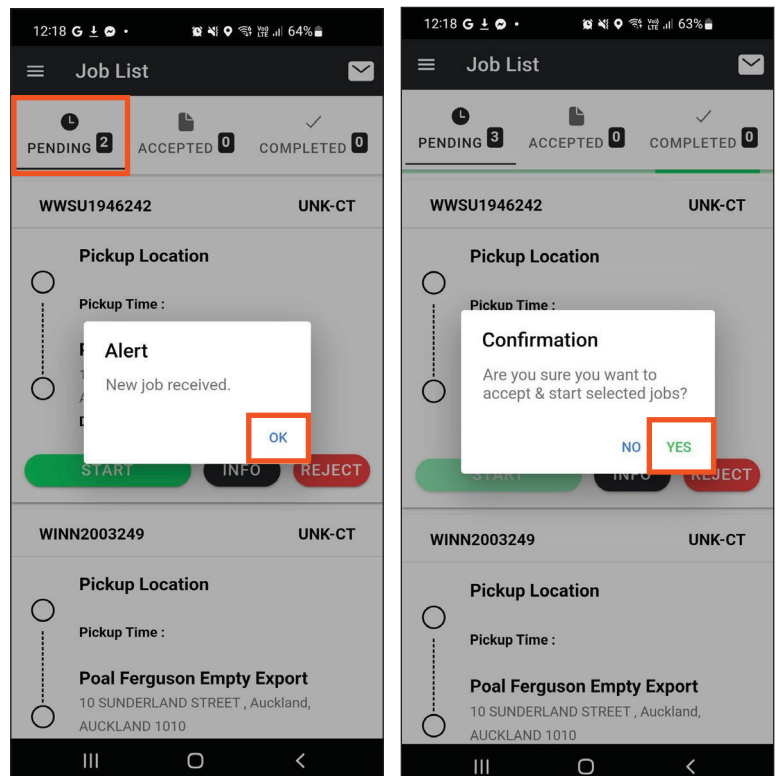 12:18 G 64%
Job List
PENDING 2 ACCEPTED 0 COMPLETED 0
WWSU1946242 UNK-CT
Pickup Location
Pickup Time :
Alert
New job received.
OK
START INFO REJECT
WINN2003249 UNK-CT
Pickup Location
Pickup Time :
Poal Ferguson Empty Export
10 SUNDERLAND STREET , Auckland,
AUCKLAND 1010
12:18 G 63%
Job List
PENDING 3 ACCEPTED 0 COMPLETED 0
WWSU1946242 UNK-CT
Pickup Location
Pickup Time :
Confirmation
Are you sure you want to
accept & start selected jobs?
NO YES
START INFO REJECT
WINN2003249 UNK-CT
Pickup Location
Pickup Time :
Poal Ferguson Empty Export
10 SUNDERLAND STREET , Auckland,
AUCKLAND 1010